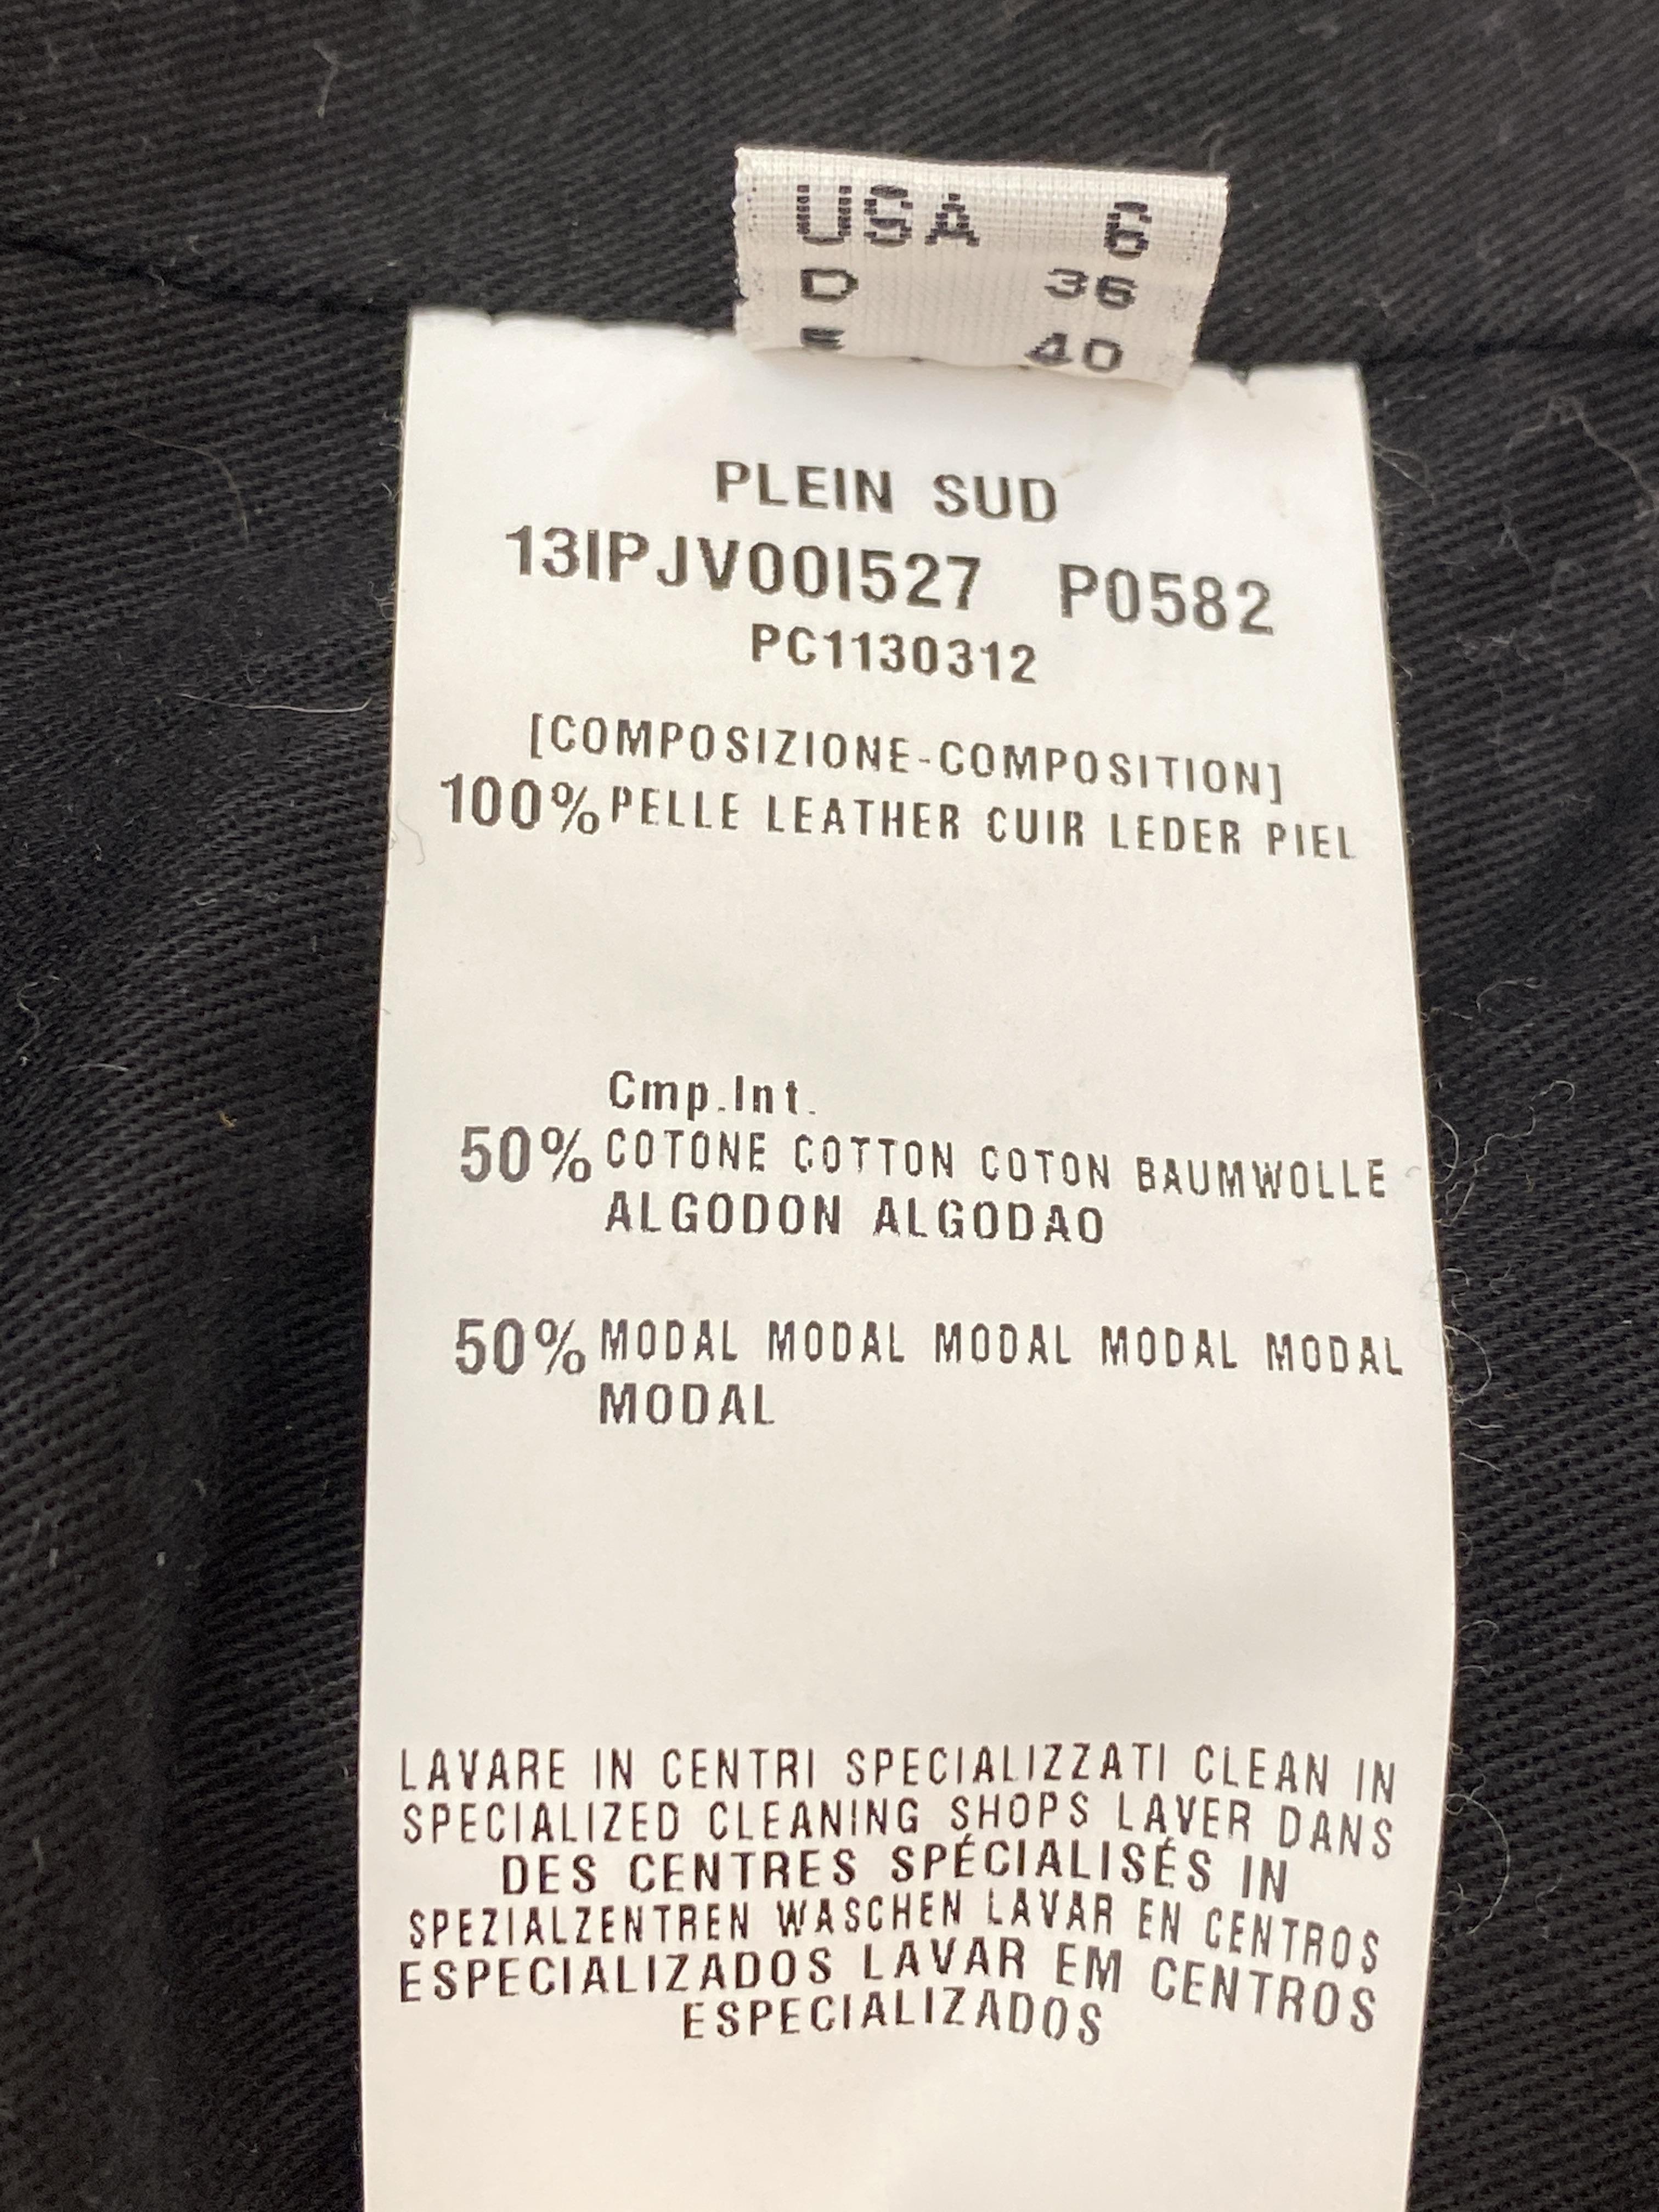 USA 6
D 36
40
PLEIN SUD
13IPJV00I527 P0582
PC1130312
[COMPOSIZIONE-COMPOSITION]
100% PELLE LEATHER CUIR LEDER PIEL
Cmp.Int.
50% COTONE COTTON COTON BAUMWOLLE
ALGODON ALGODAO
50% MODAL MODAL MODAL MODAL MODAL
MODAL
LAVARE IN CENTRI SPECIALIZZATI CLEAN IN
SPECIALIZED CLEANING SHOPS LAVER DANS
DES CENTRES SPÉCIALISÉS IN
SPEZIALZENTREN WASCHEN LAVAR EN CENTROS
ESPECIALIZADOS LAVAR EM CENTROS
ESPECIALIZADOS